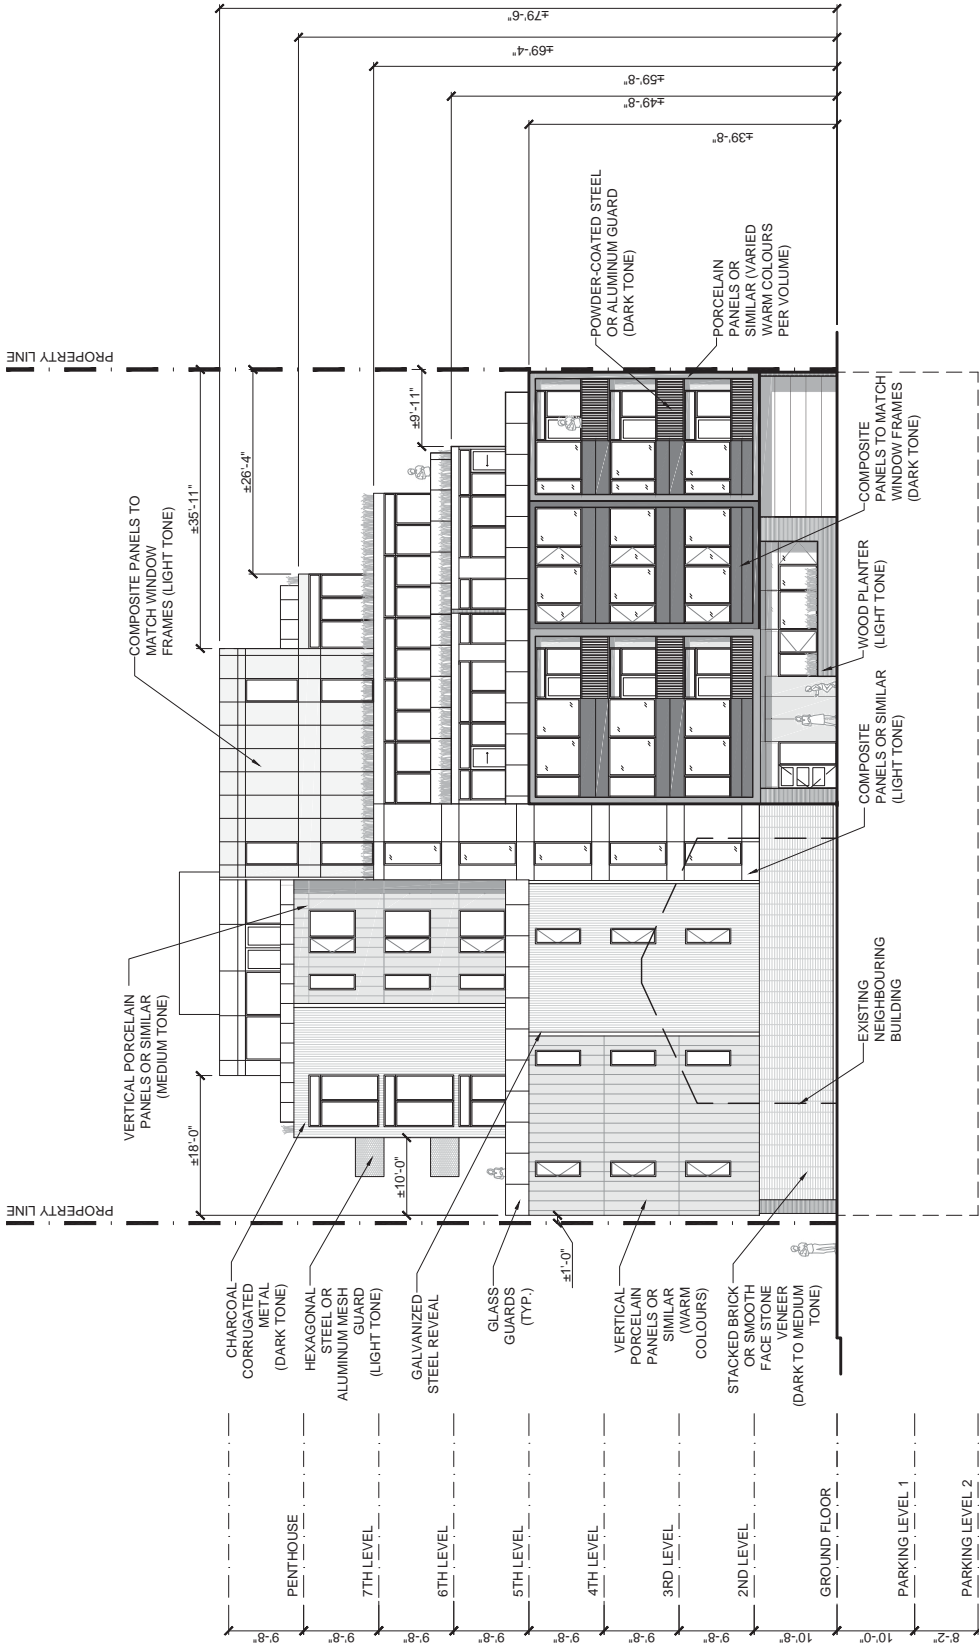 ±79'-6"
±69'-4"
±59'-8"
±49'-8"
±39'-8"
PROPERTY LINE
PROPERTY LINE
±35'-11"
±26'-4"
±9'-11"
±18'-0"
±10'-0"
±1'-0"
COMPOSITE PANELS TO
MATCH WINDOW
FRAMES (LIGHT TONE)
POWDER-COATED STEEL
OR ALUMINUM GUARD
(DARK TONE)
PORCELAIN
PANELS OR
SIMILAR (VARIED
WARM COLOURS
PER VOLUME)
COMPOSITE
PANELS TO MATCH
WINDOW FRAMES
(DARK TONE)
WOOD PLANTER
(LIGHT TONE)
COMPOSITE
PANELS OR SIMILAR
(LIGHT TONE)
EXISTING
NEIGHBOURING
BUILDING
VERTICAL PORCELAIN
PANELS OR SIMILAR
(MEDIUM TONE)
CHARCOAL
CORRUGATED
METAL
(DARK TONE)
HEXAGONAL
STEEL OR
ALUMINUM MESH
GUARD
(LIGHT TONE)
GALVANIZED
STEEL REVEAL
GLASS
GUARDS
(TYP.)
VERTICAL
PORCELAIN
PANELS OR
SIMILAR
(WARM
COLOURS)
STACKED BRICK
OR SMOOTH
FACE STONE
VENEER
(DARK TO MEDIUM
TONE)
PENTHOUSE
7TH LEVEL
6TH LEVEL
5TH LEVEL
4TH LEVEL
3RD LEVEL
2ND LEVEL
GROUND FLOOR
PARKING LEVEL 1
PARKING LEVEL 2
9'-8"
9'-8"
9'-8"
9'-8"
9'-8"
9'-8"
9'-8"
10'-8"
10'-0"
8'-2"